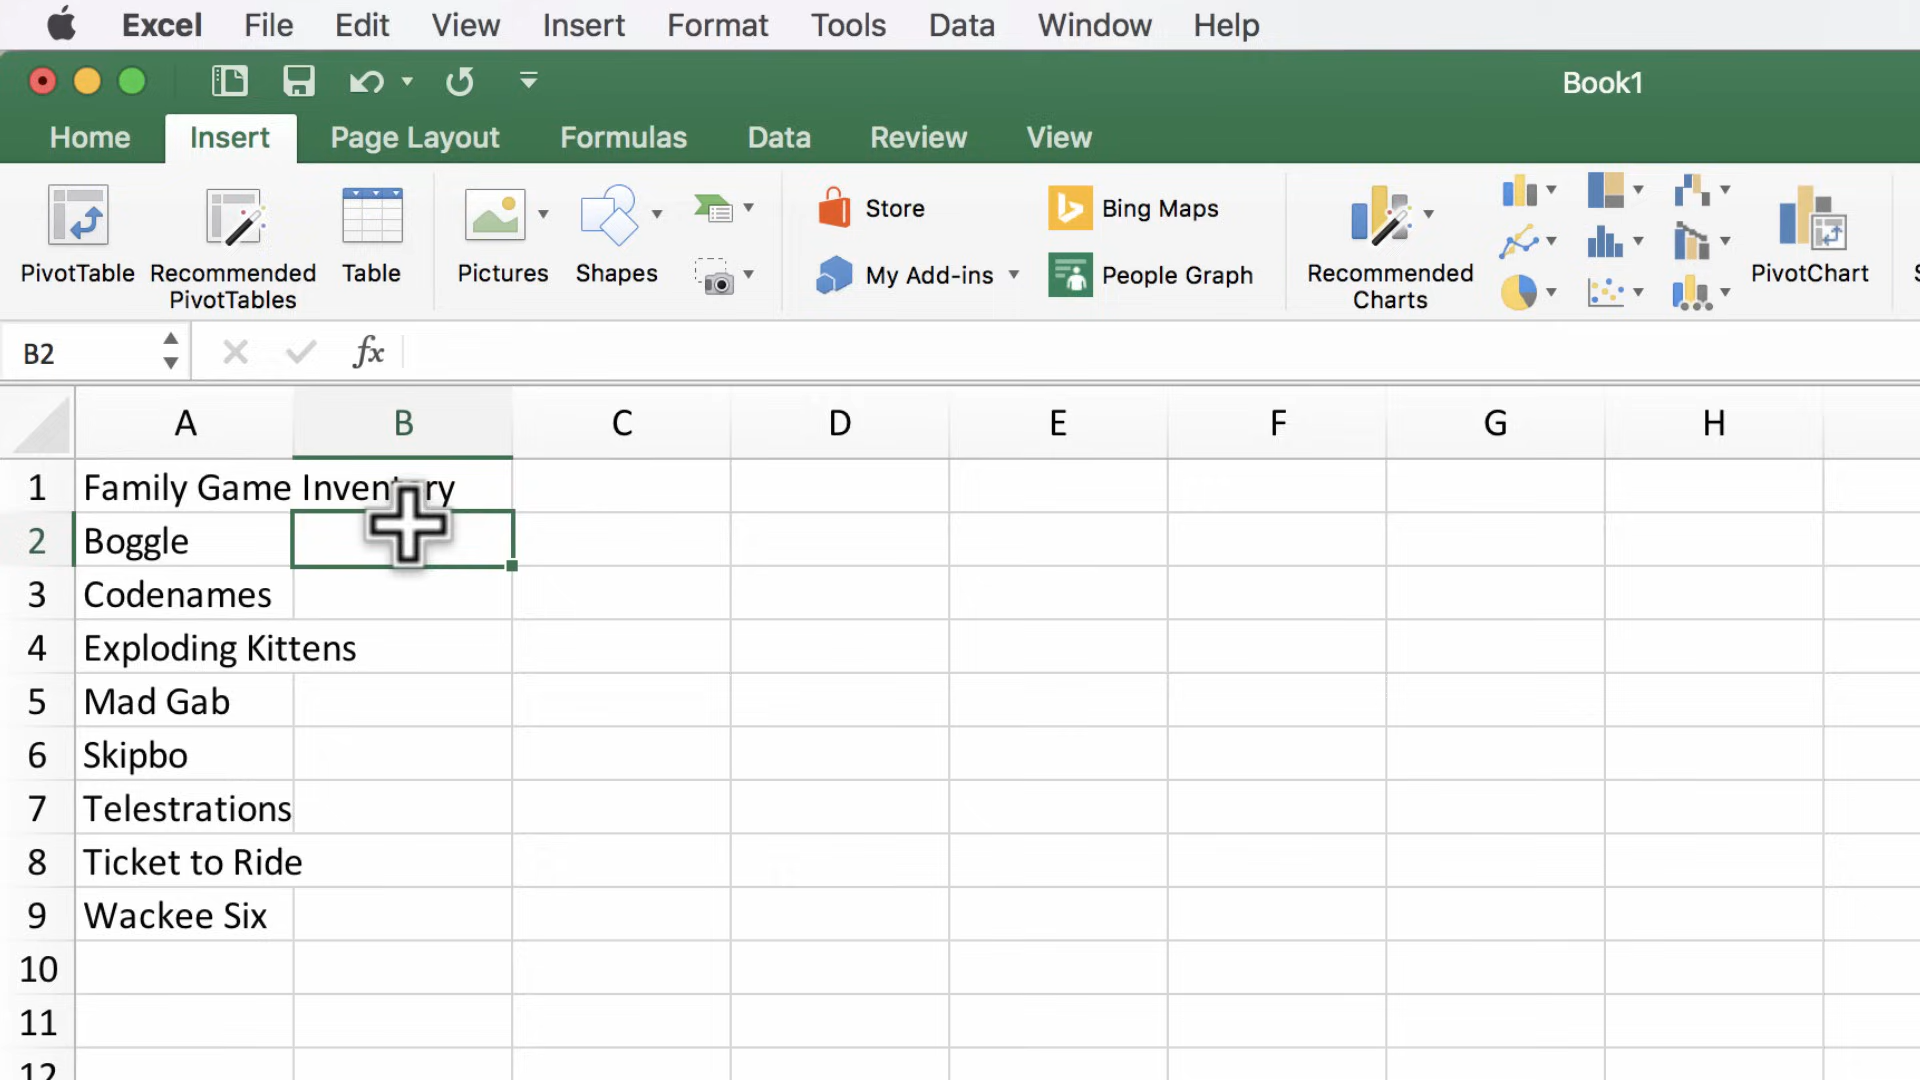 Excel File Edit View Insert Format Tools Data Window Help
Book1
Home Insert Page Layout Formulas Data Review View
PivotTable Recommended PivotTables Table Pictures Shapes Store My Add-ins Bing Maps People Graph Recommended Charts PivotChart
B2 fx
A B C D E F G H
1 Family Game Inventory
2 Boggle
3 Codenames
4 Exploding Kittens
5 Mad Gab
6 Skipbo
7 Telestrations
8 Ticket to Ride
9 Wackee Six
10
11
12